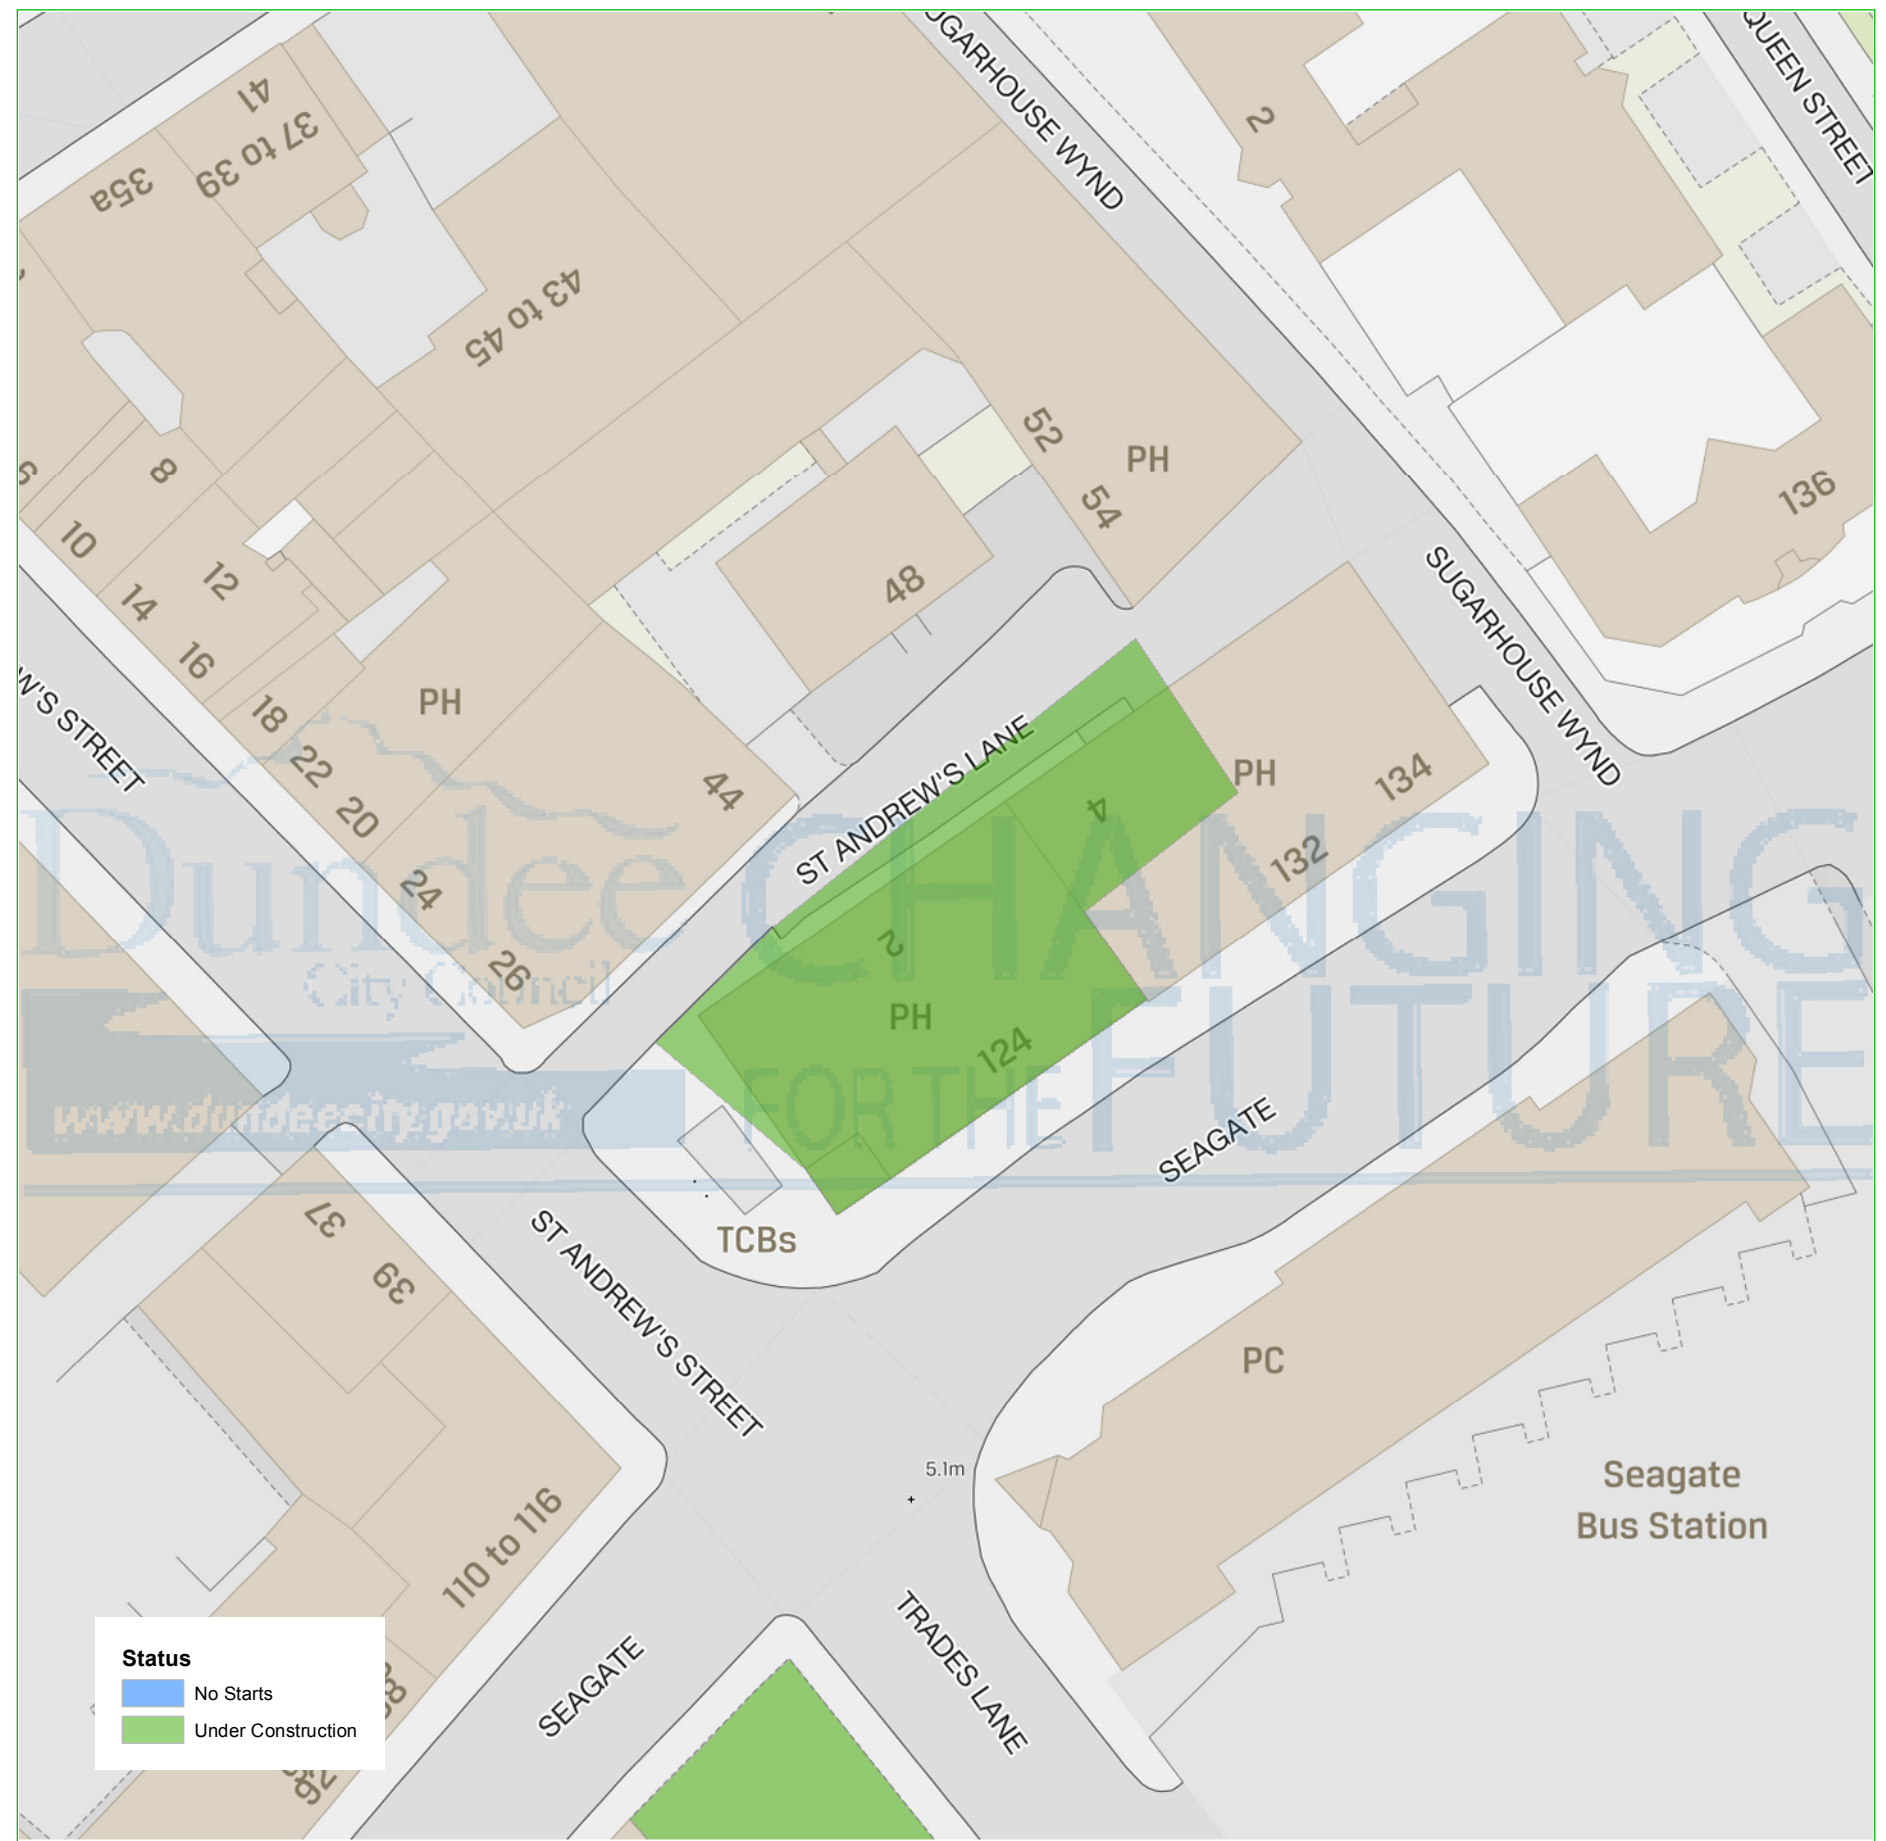 SUGARHOUSE WYND
QUEEN STREET
41
37 to 39
35a
2
43 to 45
52
PH
54
136
6
8
10
12
14
16
18
22
20
24
26
PH
44
48
SUGARHOUSE WYND
W'S STREET
ST ANDREW'S LANE
4
PH
134
132
2
PH
124
Dundee
City Council
www.dundeecity.gov.uk
CHANGING
FOR THE FUTURE
SEAGATE
TCBs
37
39
ST ANDREW'S STREET
PC
5.1m
Seagate
Bus Station
110 to 116
TRADES LANE
SEAGATE
92
Status
No Starts
Under Construction